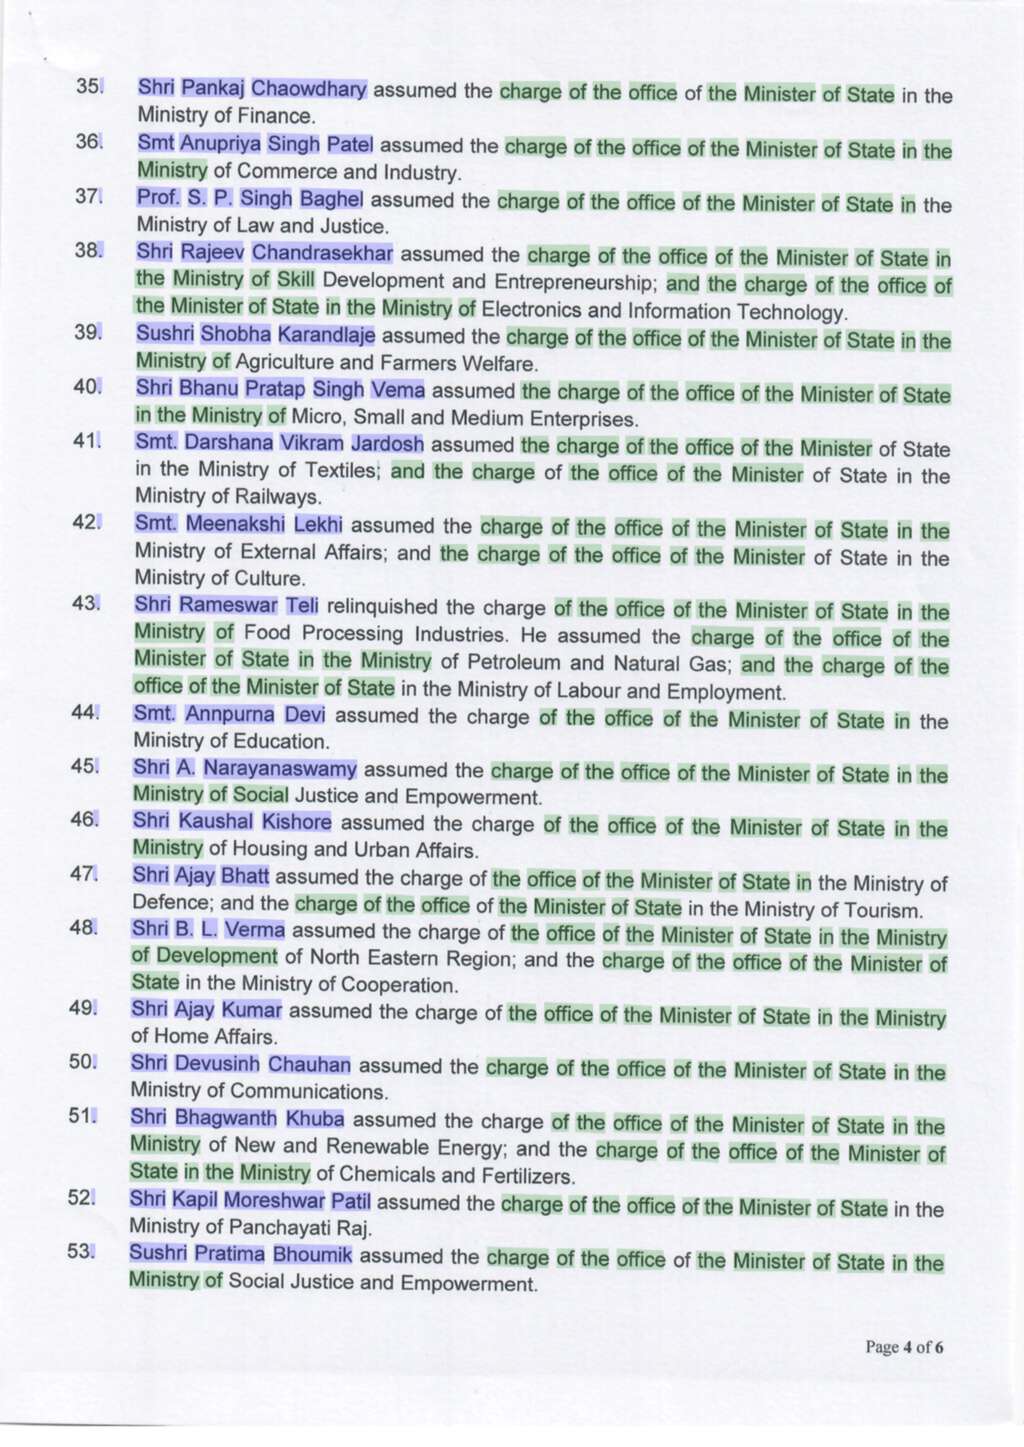 35. Shri Pankaj Chaowdhary assumed the charge of the office of the Minister of State in the
Ministry of Finance.
36. Smt Anupriya Singh Patel assumed the charge of the office of the Minister of State in the
Ministry of Commerce and Industry.
37. Prof. S. P. Singh Baghel assumed the charge of the office of the Minister of State in the
Ministry of Law and Justice.
38. Shri Rajeev Chandrasekhar assumed the charge of the office of the Minister of State in
the Ministry of Skill Development and Entrepreneurship; and the charge of the office of
the Minister of State in the Ministry of Electronics and Information Technology.
39. Sushri Shobha Karandlaje assumed the charge of the office of the Minister of State in the
Ministry of Agriculture and Farmers Welfare.
40. Shri Bhanu Pratap Singh Vema assumed the charge of the office of the Minister of State
in the Ministry of Micro, Small and Medium Enterprises.
41. Smt. Darshana Vikram Jardosh assumed the charge of the office of the Minister of State
in the Ministry of Textiles; and the charge of the office of the Minister of State in the
Ministry of Railways.
42. Smt. Meenakshi Lekhi assumed the charge of the office of the Minister of State in the
Ministry of External Affairs; and the charge of the office of the Minister of State in the
Ministry of Culture.
43. Shri Rameswar Teli relinquished the charge of the office of the Minister of State in the
Ministry of Food Processing Industries. He assumed the charge of the office of the
Minister of State in the Ministry of Petroleum and Natural Gas; and the charge of the
office of the Minister of State in the Ministry of Labour and Employment.
44. Smt. Annpurna Devi assumed the charge of the office of the Minister of State in the
Ministry of Education.
45. Shri A. Narayanaswamy assumed the charge of the office of the Minister of State in the
Ministry of Social Justice and Empowerment.
46. Shri Kaushal Kishore assumed the charge of the office of the Minister of State in the
Ministry of Housing and Urban Affairs.
47. Shri Ajay Bhatt assumed the charge of the office of the Minister of State in the Ministry of
Defence; and the charge of the office of the Minister of State in the Ministry of Tourism.
48. Shri B. L. Verma assumed the charge of the office of the Minister of State in the Ministry
of Development of North Eastern Region; and the charge of the office of the Minister of
State in the Ministry of Cooperation.
49. Shri Ajay Kumar assumed the charge of the office of the Minister of State in the Ministry
of Home Affairs.
50. Shri Devusinh Chauhan assumed the charge of the office of the Minister of State in the
Ministry of Communications.
51. Shri Bhagwanth Khuba assumed the charge of the office of the Minister of State in the
Ministry of New and Renewable Energy; and the charge of the office of the Minister of
State in the Ministry of Chemicals and Fertilizers.
52. Shri Kapil Moreshwar Patil assumed the charge of the office of the Minister of State in the
Ministry of Panchayati Raj.
53. Sushri Pratima Bhoumik assumed the charge of the office of the Minister of State in the
Ministry of Social Justice and Empowerment.
Page 4 of 6